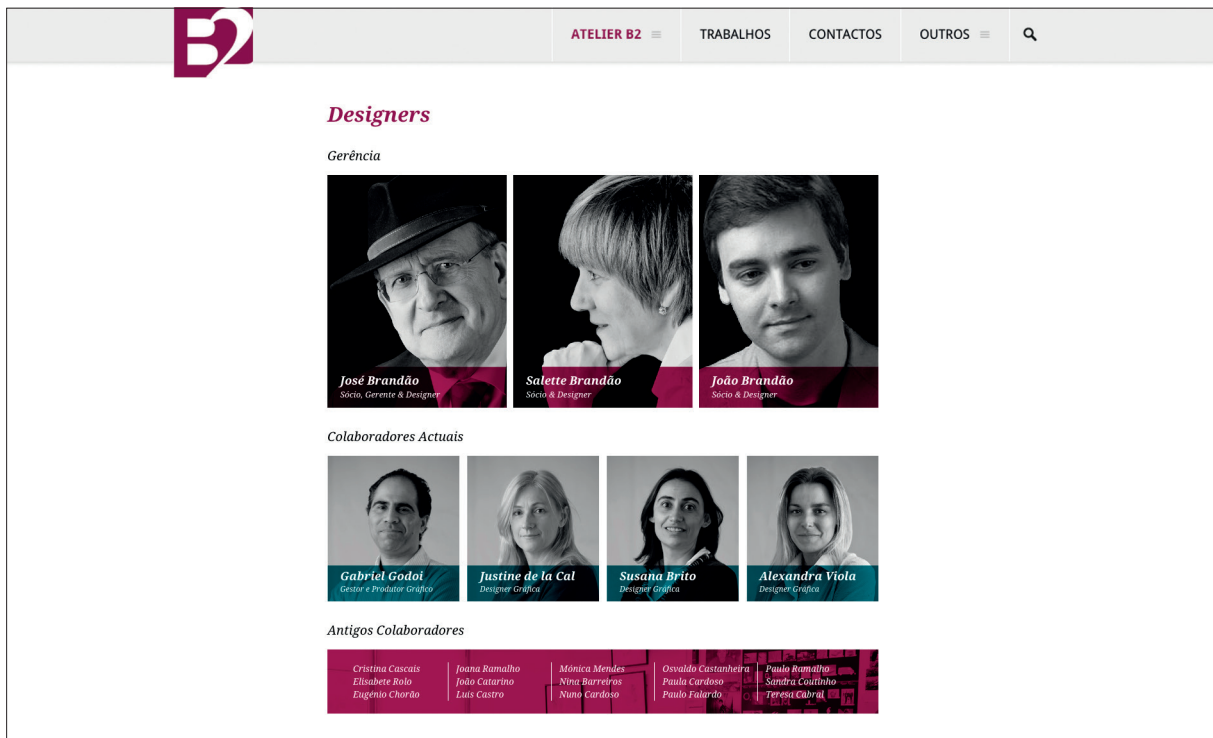 B2
ATELIER B2 TRABALHOS CONTACTOS OUTROS
Designers
Gerência
José Brandão
Sócio, Gerente & Designer
Salette Brandão
Sócio & Designer
João Brandão
Sócio & Designer
Colaboradores Actuais
Gabriel Godoi
Gestor e Produtor Gráfico
Justine de la Cal
Designer Gráfica
Susana Brito
Designer Gráfica
Alexandra Viola
Designer Gráfica
Antigos Colaboradores
Cristina Cascais
Elisabete Rolo
Eugénio Chorão
Joana Ramalho
João Catarino
Luís Castro
Mónica Mendes
Nina Barreiros
Nuno Cardoso
Osvaldo Castanheira
Paula Cardoso
Paulo Falardo
Paulo Ramalho
Sandra Coutinho
Teresa Cabral